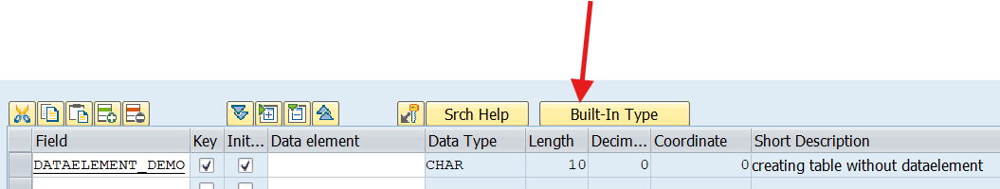 Srch Help Built-In Type
Field Key Init... Data element Data Type Length Decim... Coordinate Short Description
DATAELEMENT_DEMO CHAR 10 0 0 creating table without dataelement